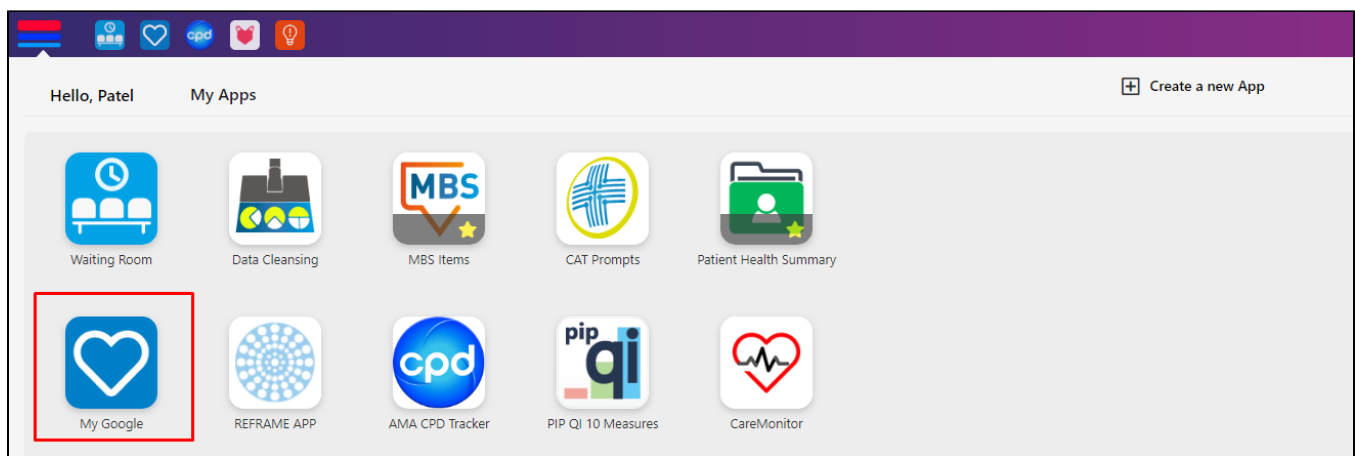 cpd
Hello, Patel
My Apps
Create a new App
MBS
Waiting Room
Data Cleansing
MBS Items
CAT Prompts
Patient Health Summary
cpd
pip
qi
My Google
REFRAME APP
AMA CPD Tracker
PIP QI 10 Measures
CareMonitor